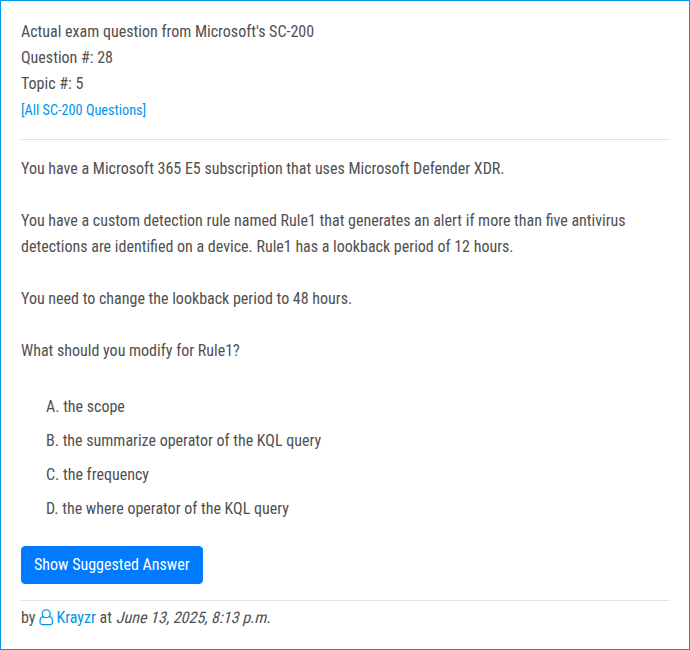 Actual exam question from Microsoft's SC-200
Question #: 28
Topic #: 5
[All SC-200 Questions]
You have a Microsoft 365 E5 subscription that uses Microsoft Defender XDR.
You have a custom detection rule named Rule1 that generates an alert if more than five antivirus
detections are identified on a device. Rule1 has a lookback period of 12 hours.
You need to change the lookback period to 48 hours.
What should you modify for Rule1?
A. the scope
B. the summarize operator of the KQL query
C. the frequency
D. the where operator of the KQL query
Show Suggested Answer
by Krayzr at June 13, 2025, 8:13 p.m.